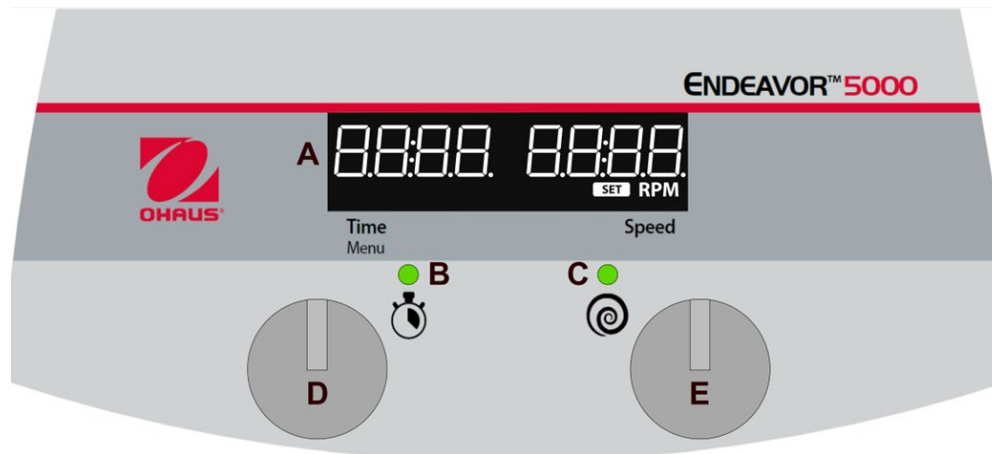 ENDEAVOR™5000
A 88:88 88:88
SET RPM
OHAUS®
Time Speed
Menu
B C
D E